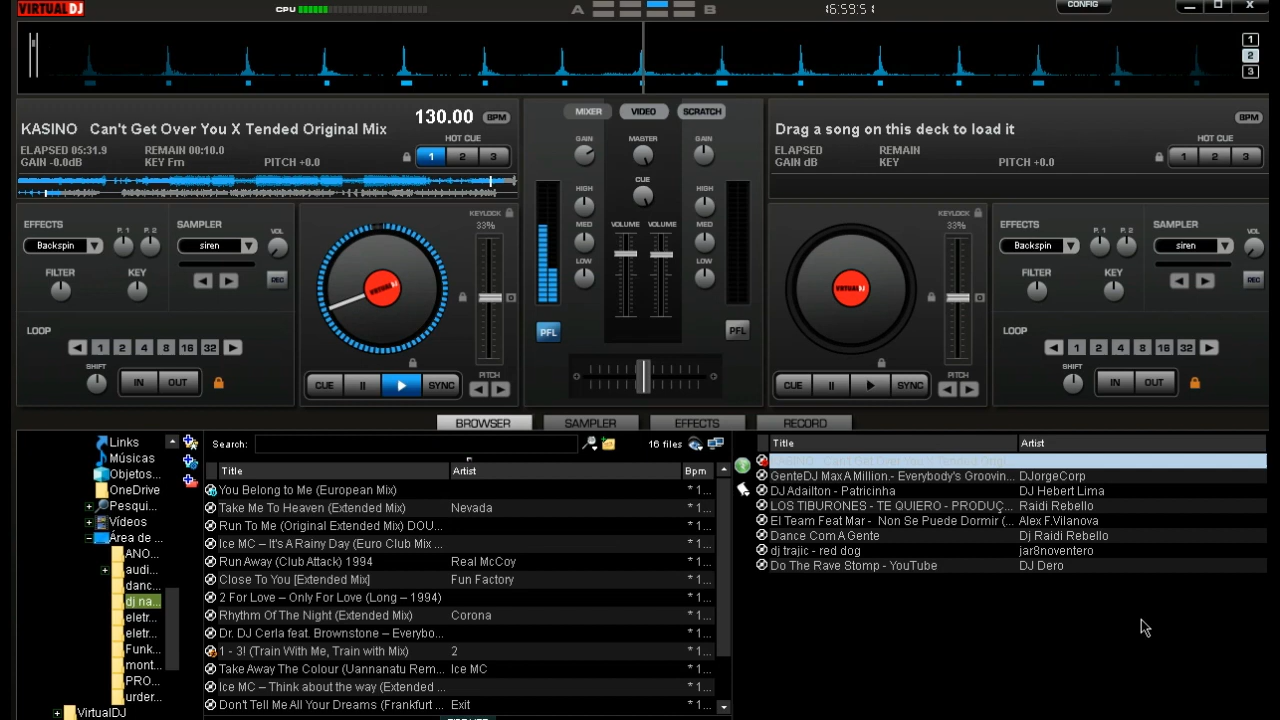 VIRTUAL DJ
CPU
A B
16:59:51
CONFIG
1
2
3
KASINO Can't Get Over You X Tended Original Mix
130.00 BPM
ELAPSED 05:31.9 REMAIN 00:10.0
GAIN -0.0dB KEY Fm PITCH +0.0
HOT CUE
1 2 3
MIXER VIDEO SCRATCH
GAIN MASTER GAIN
CUE
HIGH HIGH
MED MED
LOW LOW
VOLUME VOLUME
PFL PFL
Drag a song on this deck to load it
BPM
ELAPSED REMAIN
GAIN dB KEY PITCH +0.0
HOT CUE
1 2 3
EFFECTS P. 1 P. 2 SAMPLER VOL
Backspin siren
FILTER KEY REC
LOOP
1 2 4 8 16 32
SHIFT IN OUT
KEYLOCK
33%
VIRTUAL DJ
CUE SYNC PITCH
KEYLOCK
33%
VIRTUAL DJ
CUE SYNC PITCH
EFFECTS P. 1 P. 2 SAMPLER VOL
Backspin siren
FILTER KEY REC
LOOP
1 2 4 8 16 32
SHIFT IN OUT
BROWSER SAMPLER EFFECTS RECORD
Links
Músicas
Objetos...
OneDrive
Pesqui...
Vídeos
Área de ...
ANO...
audi...
danc...
dj na...
eletr...
eletr...
Funk...
mont...
PRO...
urder...
VirtualDJ
Search: 16 files
Title Artist Bpm
You Belong to Me (European Mix) * 1...
Take Me To Heaven (Extended Mix) Nevada * 1...
Run To Me (Original Extended Mix) DOU... * 1...
Ice MC – It's A Rainy Day (Euro Club Mix ... * 1...
Run Away (Club Attack) 1994 Real McCoy * 1...
Close To You [Extended Mix] Fun Factory * 1...
2 For Love – Only For Love (Long – 1994) * 1...
Rhythm Of The Night (Extended Mix) Corona * 1...
Dr. DJ Cerla feat. Brownstone – Everybo... * 1...
1 - 3! (Train With Me, Train with Mix) 2 * 1...
Take Away The Colour (Uannanatu Rem... Ice MC * 1...
Ice MC – Think about the way (Extended ... * 1...
Don't Tell Me All Your Dreams (Frankfurt ... Exit * 1...
Title Artist
GenteDJ Max A Million.- Everybody's Groovin... DJorgeCorp
DJ Adailton - Patricinha DJ Hebert Lima
LOS TIBURONES - TE QUIERO - PRODUÇ... Raidi Rebello
El Team Feat Mar - Non Se Puede Dormir (... Alex F.Vilanova
Dance Com A Gente Dj Raidi Rebello
dj trajic - red dog jar8noventero
Do The Rave Stomp - YouTube DJ Dero